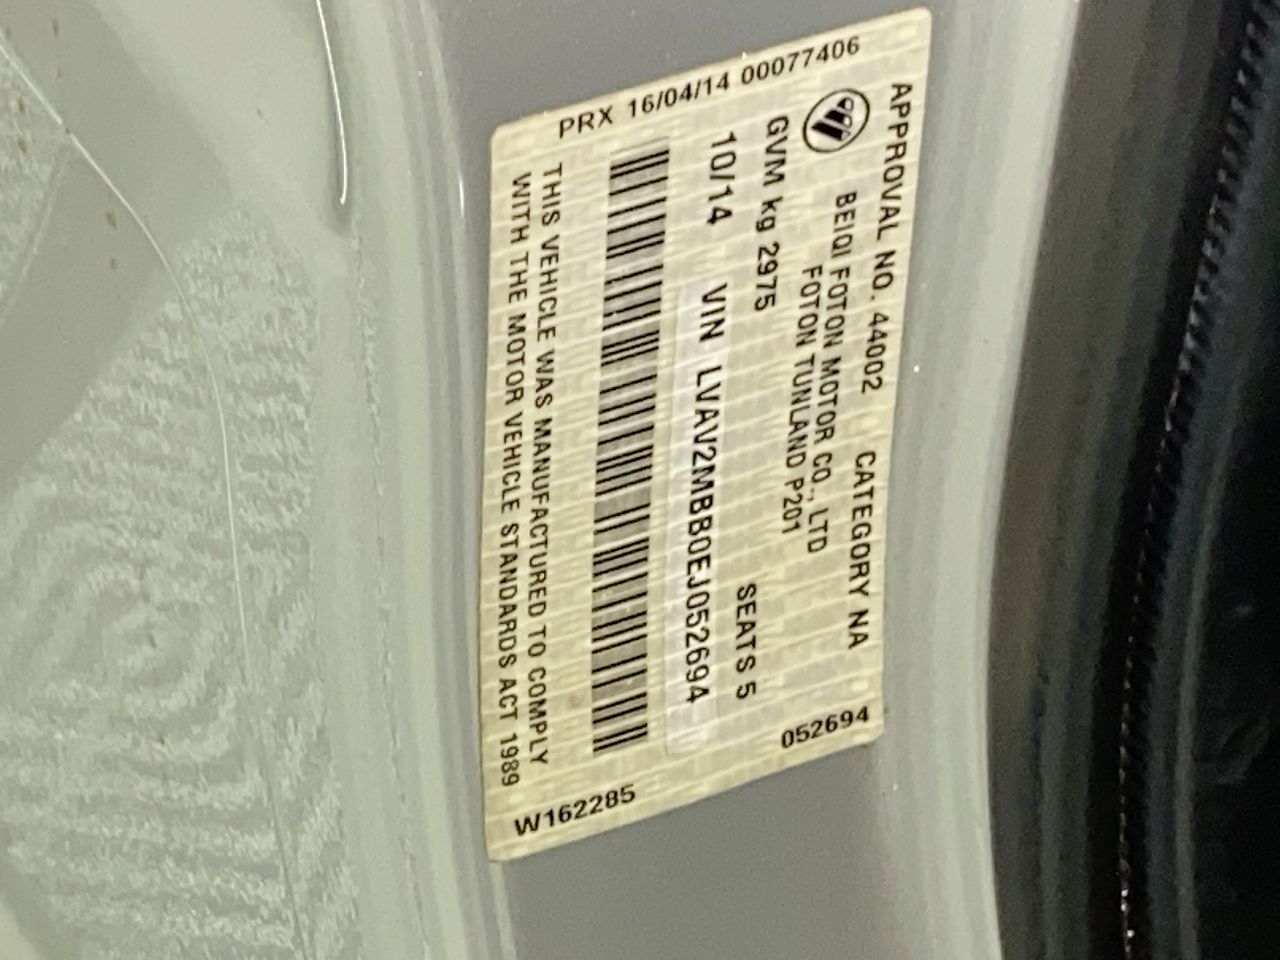 APPROVAL NO. 44002 CATEGORY NA
BEIQI FOTON MOTOR CO., LTD
FOTON TUNLAND P201
GVM kg 2975 SEATS 5
10/14 VIN LVAV2MBB0EJ052694
THIS VEHICLE WAS MANUFACTURED TO COMPLY
WITH THE MOTOR VEHICLE STANDARDS ACT 1989
PRX 16/04/14 00077406
052694
W162285